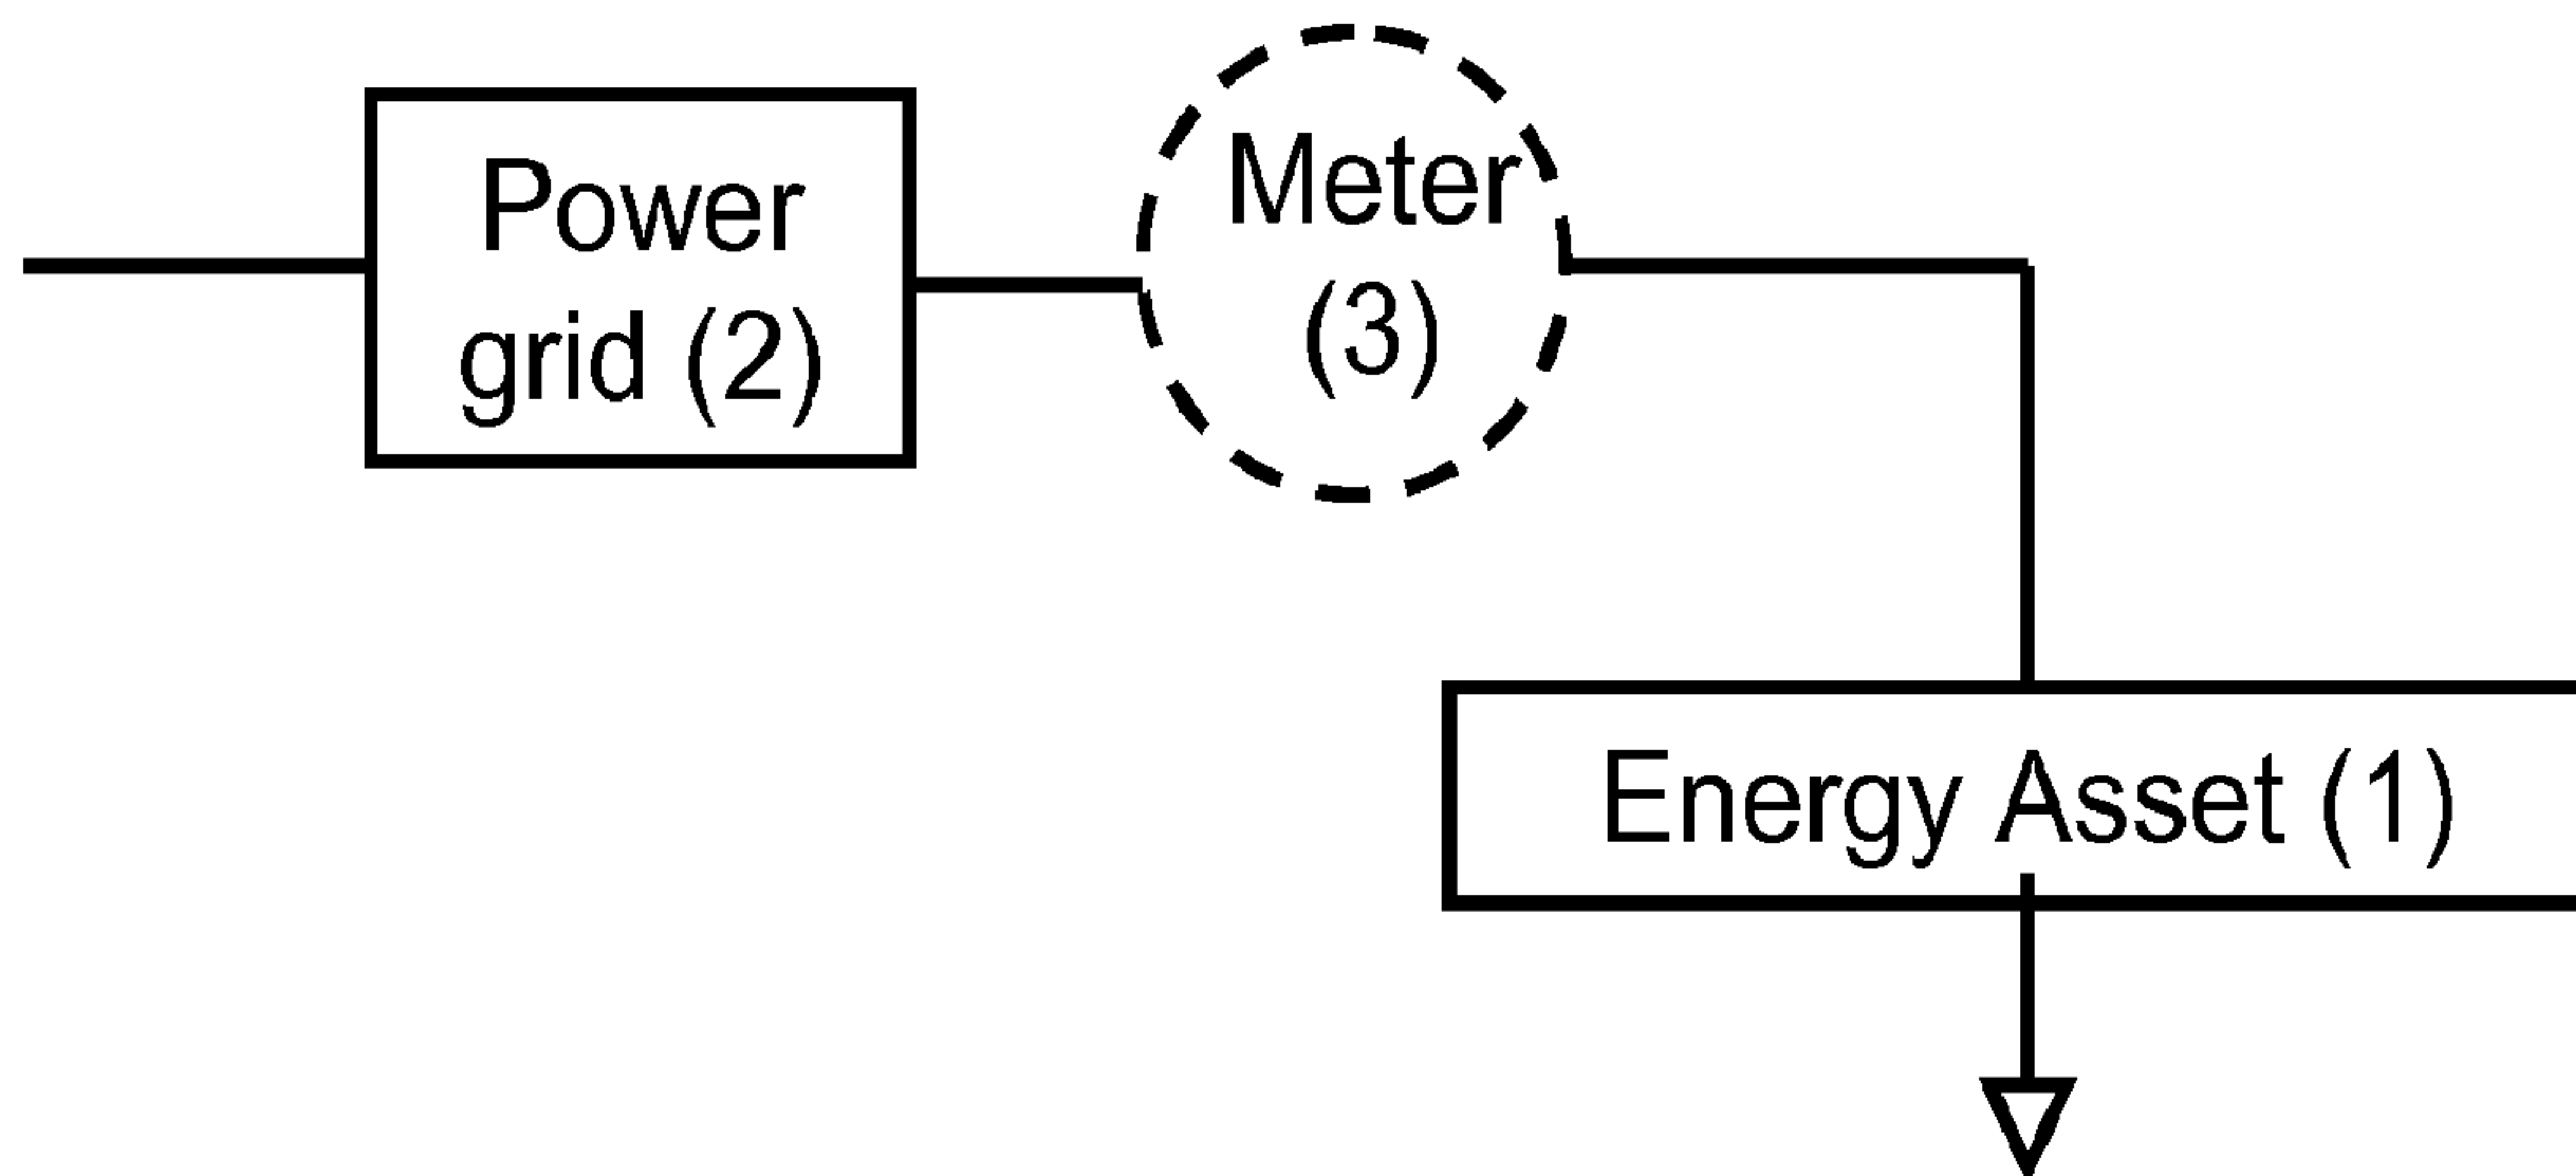 Power
grid (2)
Meter
(3)
Energy Asset (1)